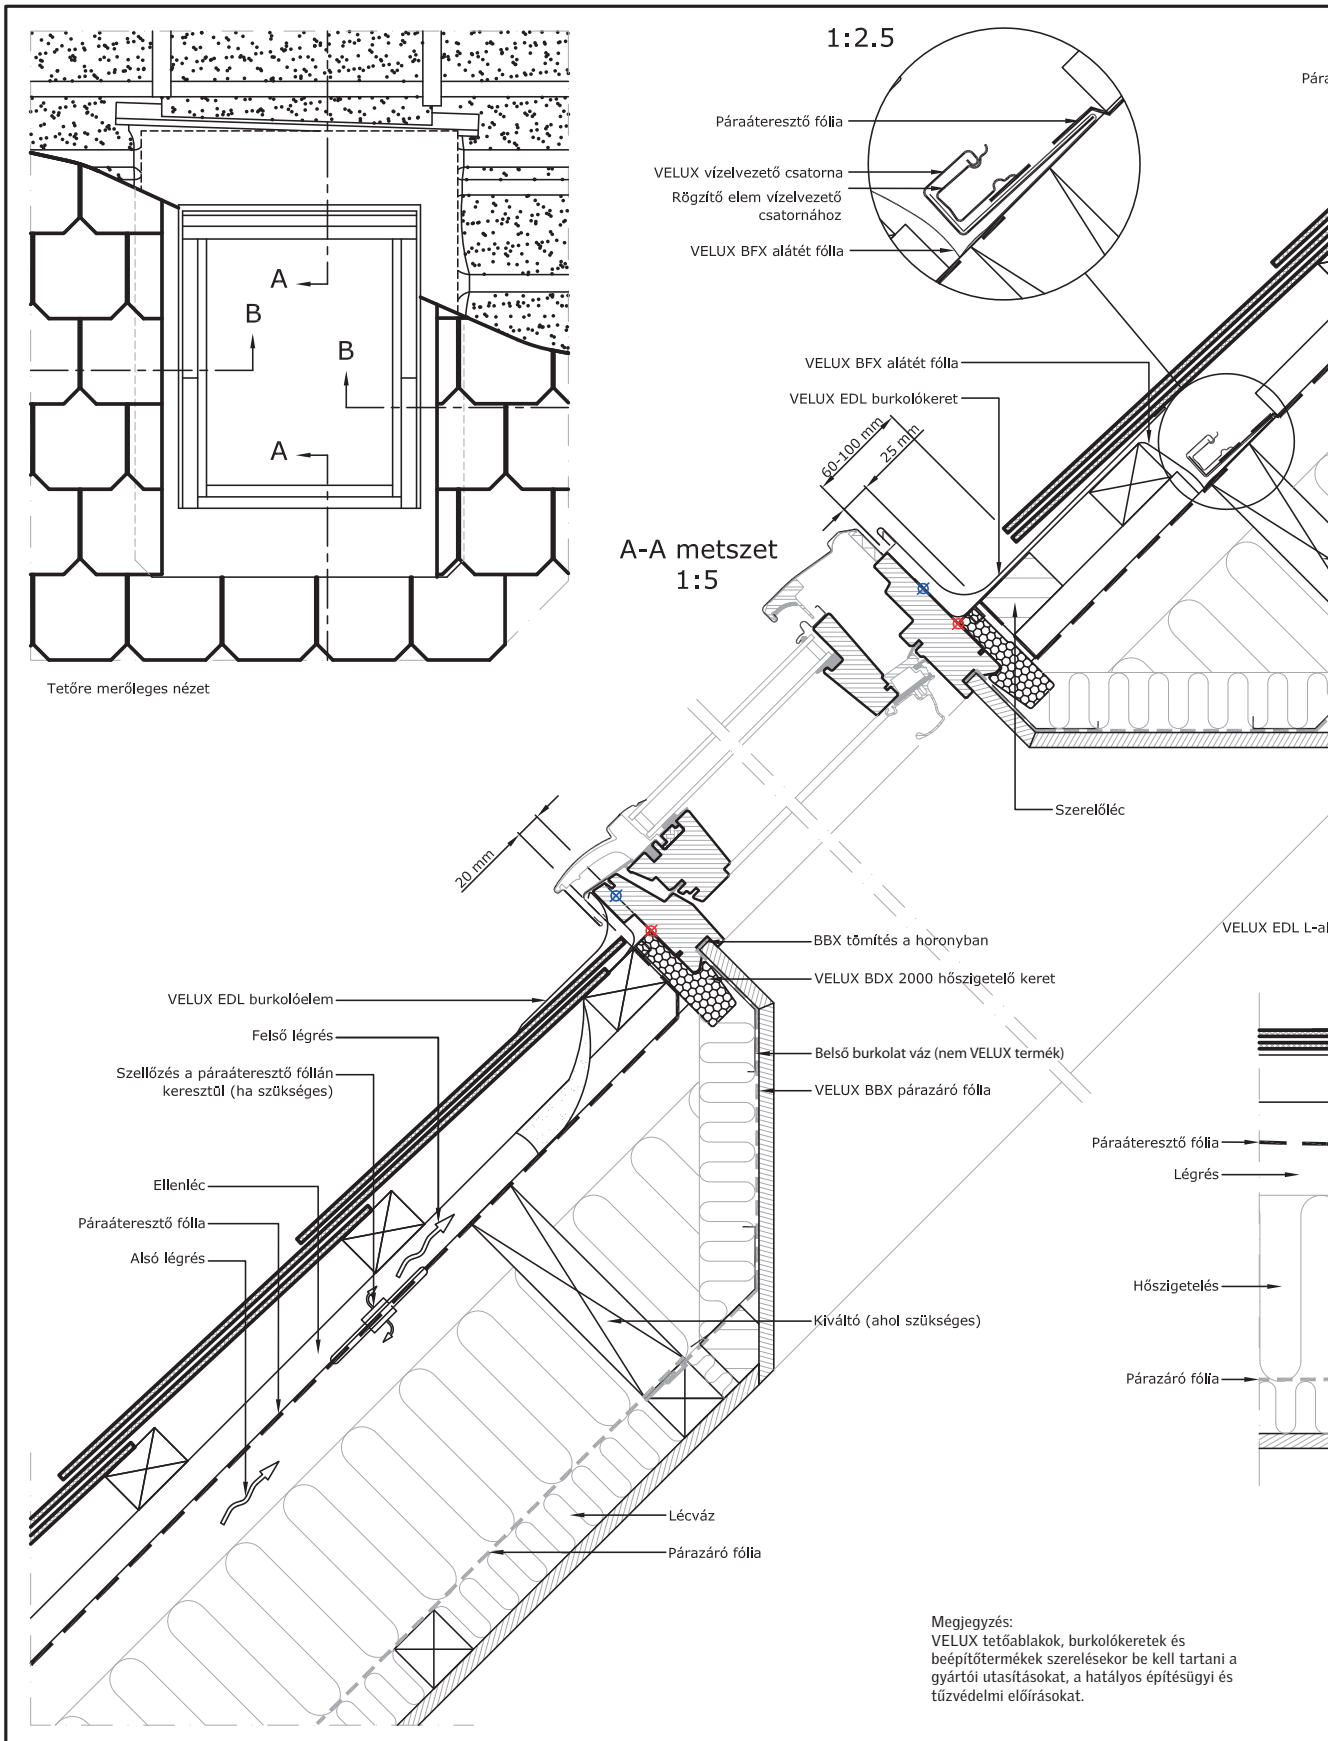 1:2.5
Pára
Páraáteresztő fólia
VELUX vízelvezető csatorna
Rögzítő elem vízelvezető
csatornához
VELUX BFX alátét fólia
A
B
B
A
VELUX BFX alátét fólia
VELUX EDL burkolókeret
60-100 mm
25 mm
A-A metszet
1:5
Tetőre merőleges nézet
Szerelőléc
20 mm
BBX tömítés a horonyban
VELUX BDX 2000 hőszigetelő keret
Belső burkolat váz (nem VELUX termék)
VELUX BBX párazáró fólia
VELUX EDL burkolóelem
Felső légrés
Szellőzés a páraáteresztő fólián
keresztül (ha szükséges)
Ellenléc
Páraáteresztő fólia
Alsó légrés
Kiváltó (ahol szükséges)
Lécváz
Párazáró fólia
VELUX EDL L-al
Páraáteresztő fólia
Légrés
Hőszigetelés
Párazáró fólia
Megjegyzés:
VELUX tetőablakok, burkolókeretek és
beépítőtermékek szerelésekor be kell tartani a
gyártói utasításokat, a hatályos építésügyi és
tűzvédelmi előírásokat.